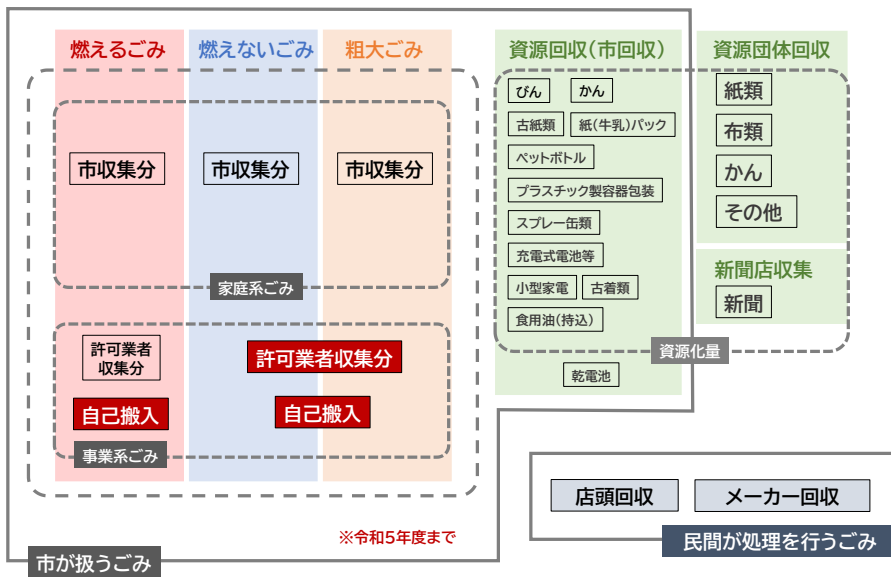 燃えるごみ
燃えないごみ
粗大ごみ
資源回収(市回収)
資源団体回収
市収集分
市収集分
市収集分
家庭系ごみ
許可業者
収集分
許可業者収集分
自己搬入
自己搬入
事業系ごみ
びん
かん
古紙類
紙(牛乳)パック
ペットボトル
プラスチック製容器包装
スプレー缶類
充電式電池等
小型家電
古着類
食用油(持込)
乾電池
紙類
布類
かん
その他
新聞店収集
新聞
資源化量
店頭回収
メーカー回収
民間が処理を行うごみ
※令和5年度まで
市が扱うごみ